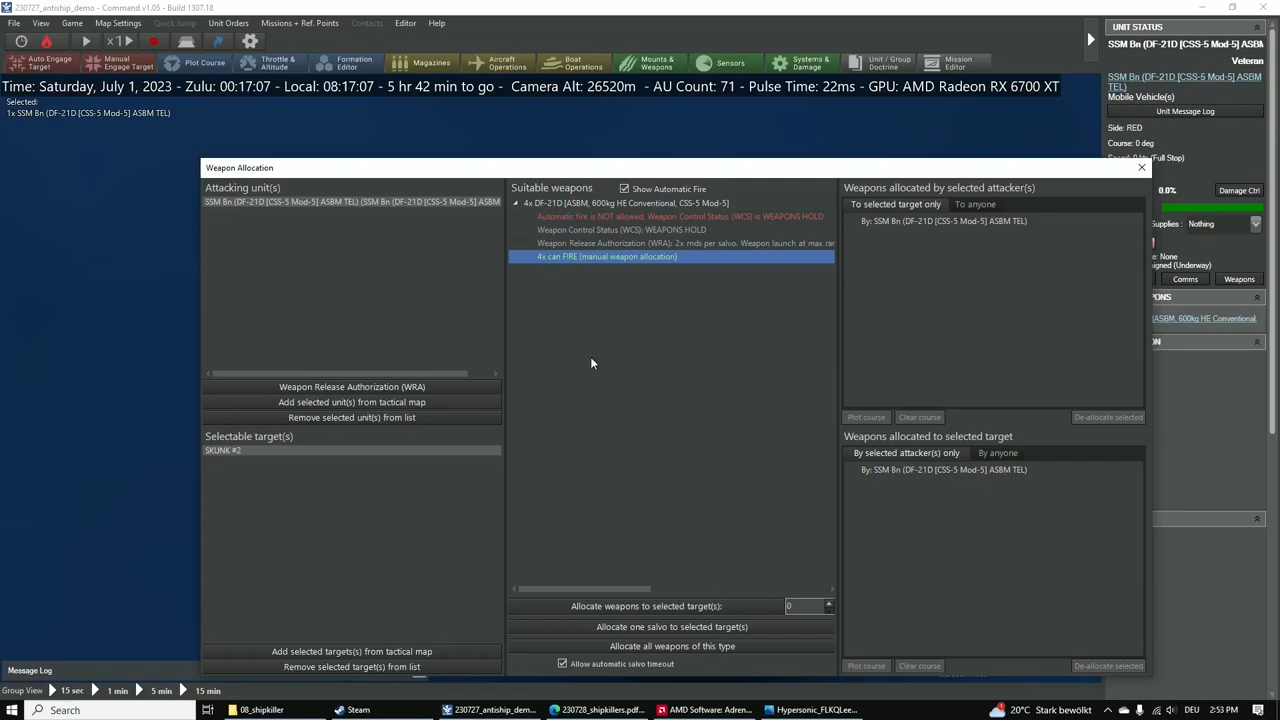 230727_antiship_demo_ - Command v1.05 - Build 1307.18
File View Game Map Settings Quick Jump Unit Orders Missions + Ref. Points Contacts Editor Help
x1
UNIT STATUS
Auto Engage Target Manual Engage Target Plot Course Throttle & Altitude Formation Editor Magazines Aircraft Operations Boat Operations Mounts & Weapons Sensors Systems & Damage Unit / Group Doctrine Mission Editor
SSM Bn (DF-21D [CSS-5 Mod-5] ASBM
Veteran
SSM Bn (DF-21D [CSS-5 Mod-5] ASBM TEL)
Mobile Vehicle(s)
Unit Message Log
Side: RED
Course: 0 deg
(Full Stop)
0.0% Damage Ctrl
Supplies : Nothing
e: None
signed (Underway)
Comms Weapons
PONS
[ASBM, 600kg HE Conventional,
ION
Time: Saturday, July 1, 2023 - Zulu: 00:17:07 - Local: 08:17:07 - 5 hr 42 min to go - Camera Alt: 26520m - AU Count: 71 - Pulse Time: 22ms - GPU: AMD Radeon RX 6700 XT
Selected:
1x SSM Bn (DF-21D [CSS-5 Mod-5] ASBM TEL)
Weapon Allocation
Attacking unit(s)
SSM Bn (DF-21D [CSS-5 Mod-5] ASBM TEL) (SSM Bn (DF-21D [CSS-5 Mod-5] ASBM
Weapon Release Authorization (WRA)
Add selected unit(s) from tactical map
Remove selected unit(s) from list
Selectable target(s)
SKUNK #2
Add selected targets(s) from tactical map
Remove selected target(s) from list
Suitable weapons Show Automatic Fire
4x DF-21D [ASBM, 600kg HE Conventional, CSS-5 Mod-5]
Automatic fire is NOT allowed, Weapon Control Status (WCS) is WEAPONS HOLD
Weapon Control Status (WCS): WEAPONS HOLD
Weapon Release Authorization (WRA): 2x rnds per salvo. Weapon launch at max rar
4x can FIRE (manual weapon allocation)
Allocate weapons to selected target(s): 0
Allocate one salvo to selected target(s)
Allocate all weapons of this type
Allow automatic salvo timeout
Weapons allocated by selected attacker(s)
To selected target only To anyone
By: SSM Bn (DF-21D [CSS-5 Mod-5] ASBM TEL)
Plot course Clear course De-allocate selected
Weapons allocated to selected target
By selected attacker(s) only By anyone
By: SSM Bn (DF-21D [CSS-5 Mod-5] ASBM TEL)
Plot course Clear course De-allocate selected
Message Log
Group View 15 sec 1 min 5 min 15 min
Search 08_shipkiller Steam 230727_antiship_demo... 230728_shipkillers.pdf... AMD Software: Adren... Hypersonic_FLKQLee... 20°C Stark bewölkt DEU 2:53 PM